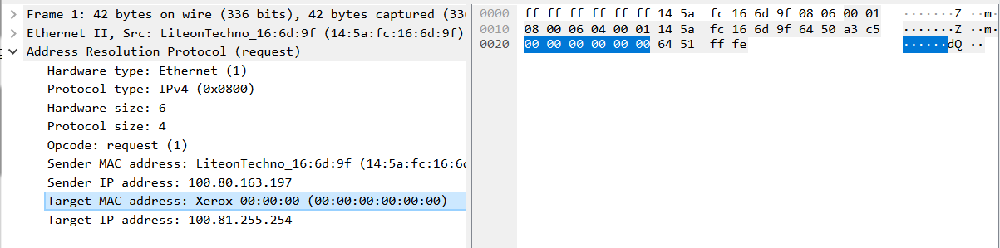 Frame 1: 42 bytes on wire (336 bits), 42 bytes captured (33
Ethernet II, Src: LiteonTechno_16:6d:9f (14:5a:fc:16:6d:9f)
Address Resolution Protocol (request)
Hardware type: Ethernet (1)
Protocol type: IPv4 (0x0800)
Hardware size: 6
Protocol size: 4
Opcode: request (1)
Sender MAC address: LiteonTechno_16:6d:9f (14:5a:fc:16:6d
Sender IP address: 100.80.163.197
Target MAC address: Xerox_00:00:00 (00:00:00:00:00:00)
Target IP address: 100.81.255.254
0000 ff ff ff ff ff ff 14 5a fc 16 6d 9f 08 06 00 01 ·······Z ··m·····
0010 08 00 06 04 00 01 14 5a fc 16 6d 9f 64 50 a3 c5 ·······Z ··m·dP··
0020 00 00 00 00 00 00 64 51 ff fe ······dQ ··